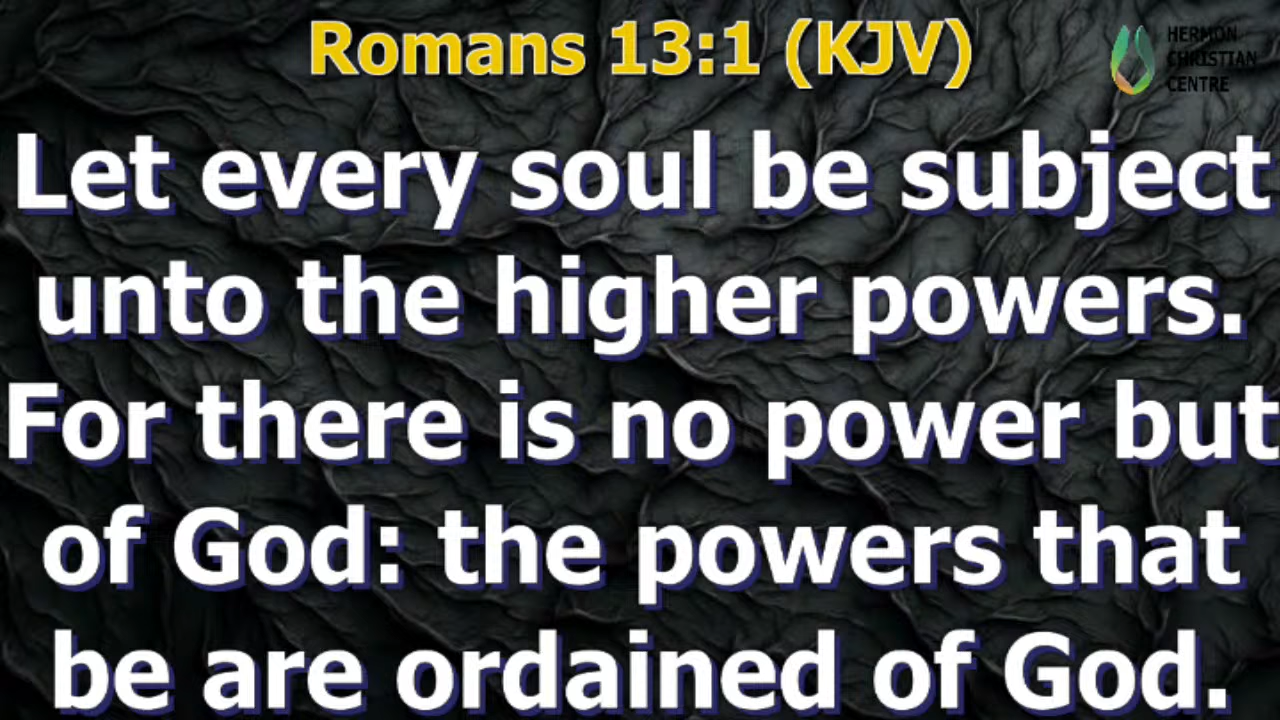 Romans 13:1 (KJV)
HERMON
CHRISTIAN
CENTRE
Let every soul be subject
unto the higher powers.
For there is no power but
of God: the powers that
be are ordained of God.